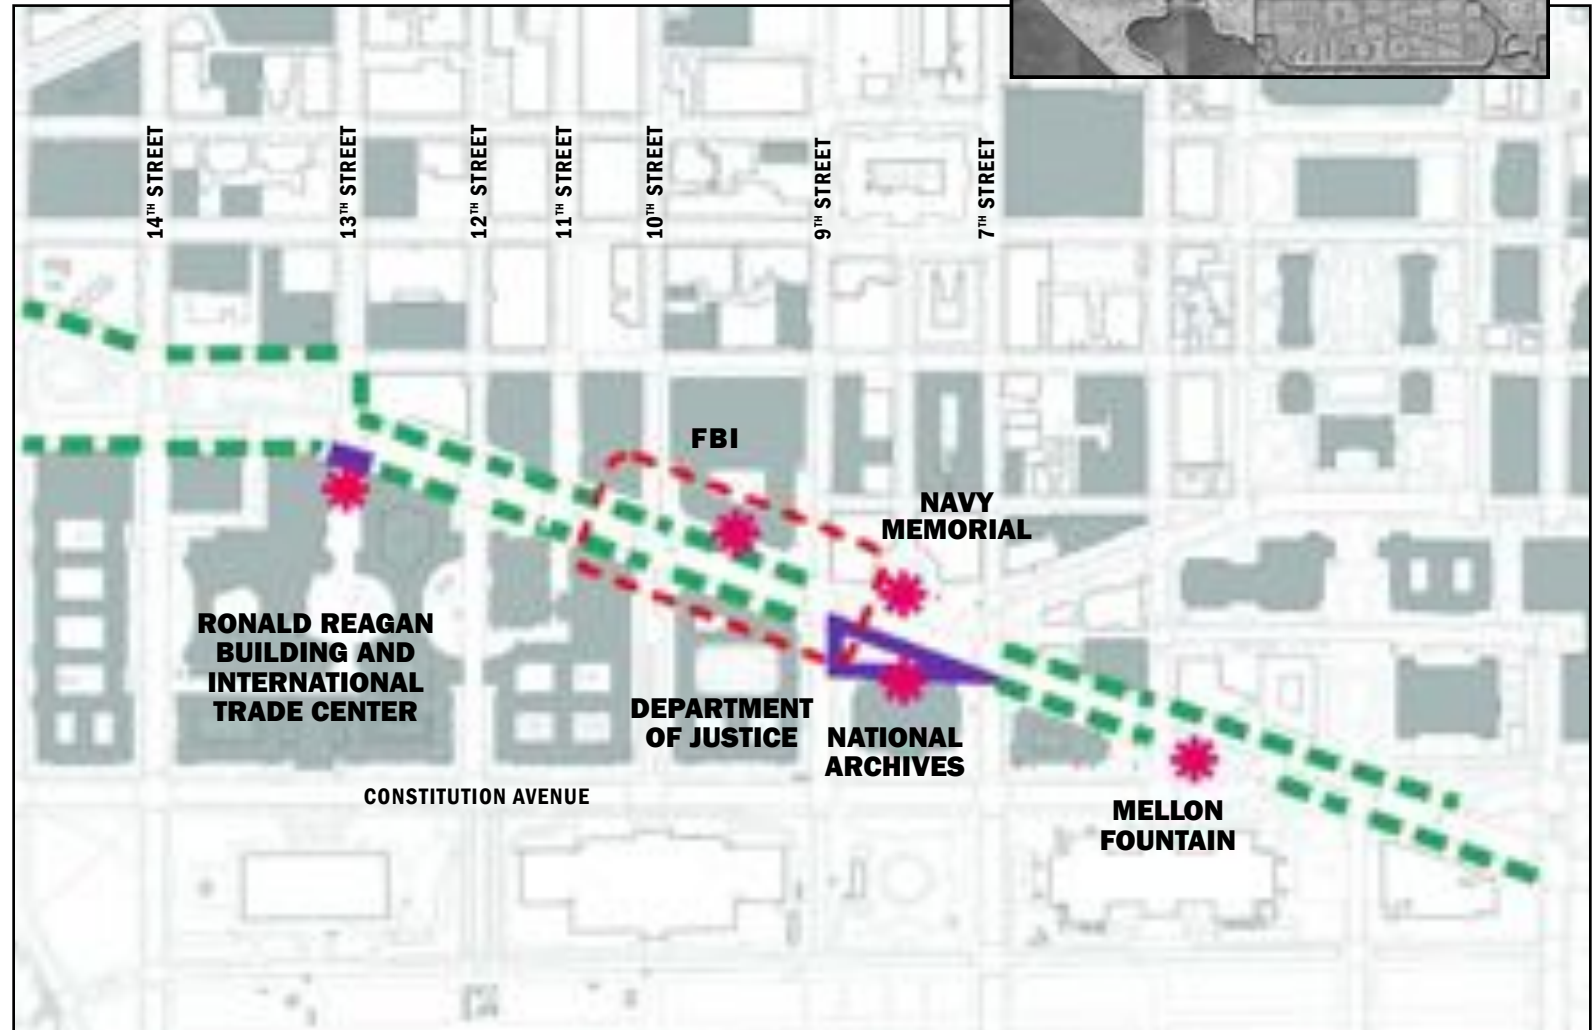 14TH STREET
13TH STREET
12TH STREET
11TH STREET
10TH STREET
9TH STREET
7TH STREET
FBI
NAVY
MEMORIAL
RONALD REAGAN
BUILDING AND
INTERNATIONAL
TRADE CENTER
DEPARTMENT
OF JUSTICE
NATIONAL
ARCHIVES
CONSTITUTION AVENUE
MELLON
FOUNTAIN